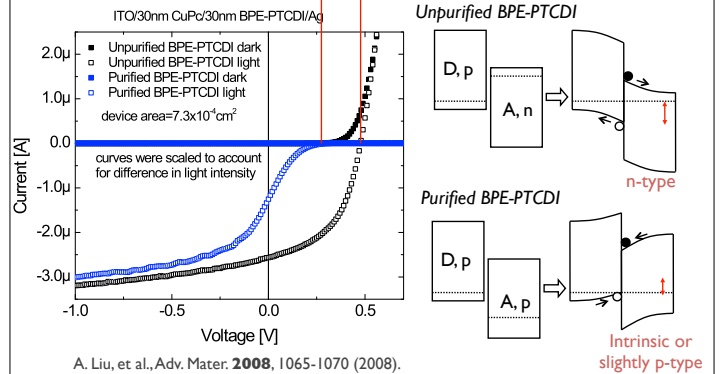 ITO/30nm CuPc/30nm BPE-PTCDI/Ag
Unpurified BPE-PTCDI dark
Unpurified BPE-PTCDI light
Purified BPE-PTCDI dark
Purified BPE-PTCDI light
device area=7.3x10⁻⁴cm²
curves were scaled to account
for difference in light intensity
2.0µ
1.0µ
0.0
-1.0µ
-2.0µ
-3.0µ
Current [A]
-1.0
-0.5
0.0
0.5
Voltage [V]
A. Liu, et al., Adv. Mater. 2008, 1065-1070 (2008).
Unpurified BPE-PTCDI
D, p
A, n
n-type
Purified BPE-PTCDI
D, p
A, p
Intrinsic or
slightly p-type